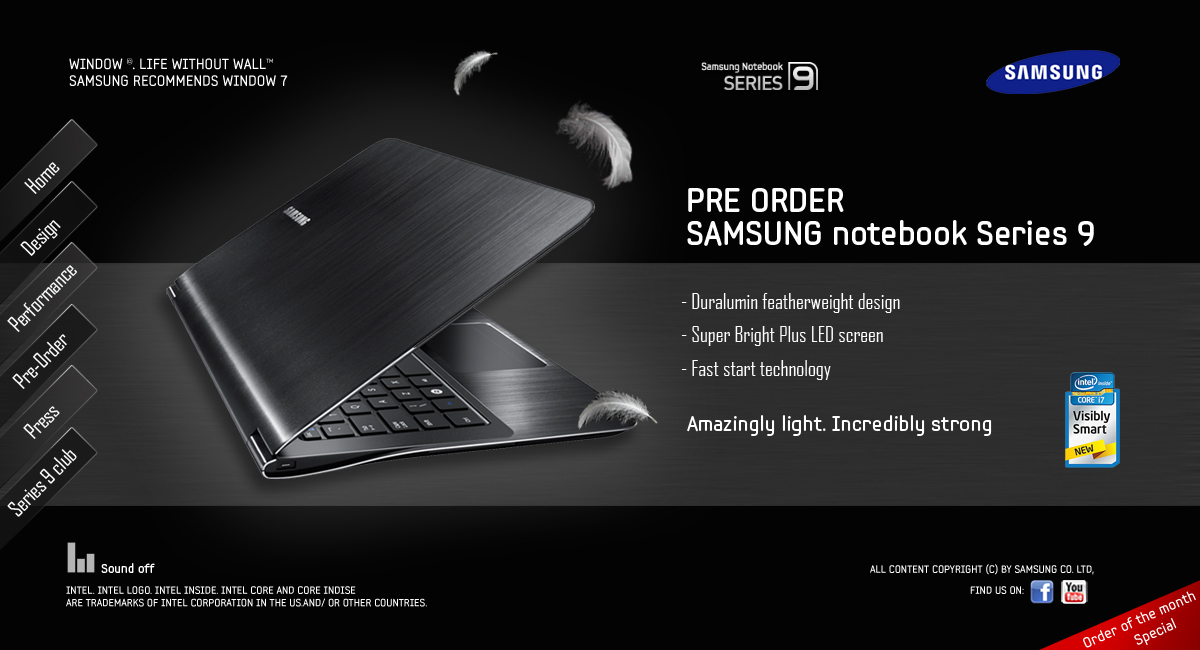 WINDOW ®. LIFE WITHOUT WALL™
SAMSUNG RECOMMENDS WINDOW 7
Samsung Notebook
SERIES 9
SAMSUNG
Home
Design
Performance
Pre-Order
Press
Series 9 club
SAMSUNG
PRE ORDER
SAMSUNG notebook Series 9
- Duralumin featherweight design
- Super Bright Plus LED screen
- Fast start technology
Amazingly light. Incredibly strong
intel inside
CORE i7
Visibly
Smart
NEW
Sound off
INTEL. INTEL LOGO. INTEL INSIDE. INTEL CORE AND CORE INDISE
ARE TRADEMARKS OF INTEL CORPORATION IN THE US.AND/ OR OTHER COUNTRIES.
ALL CONTENT COPYRIGHT (C) BY SAMSUNG CO. LTD,
FIND US ON:
f
You
Tube
Order of the month
Special